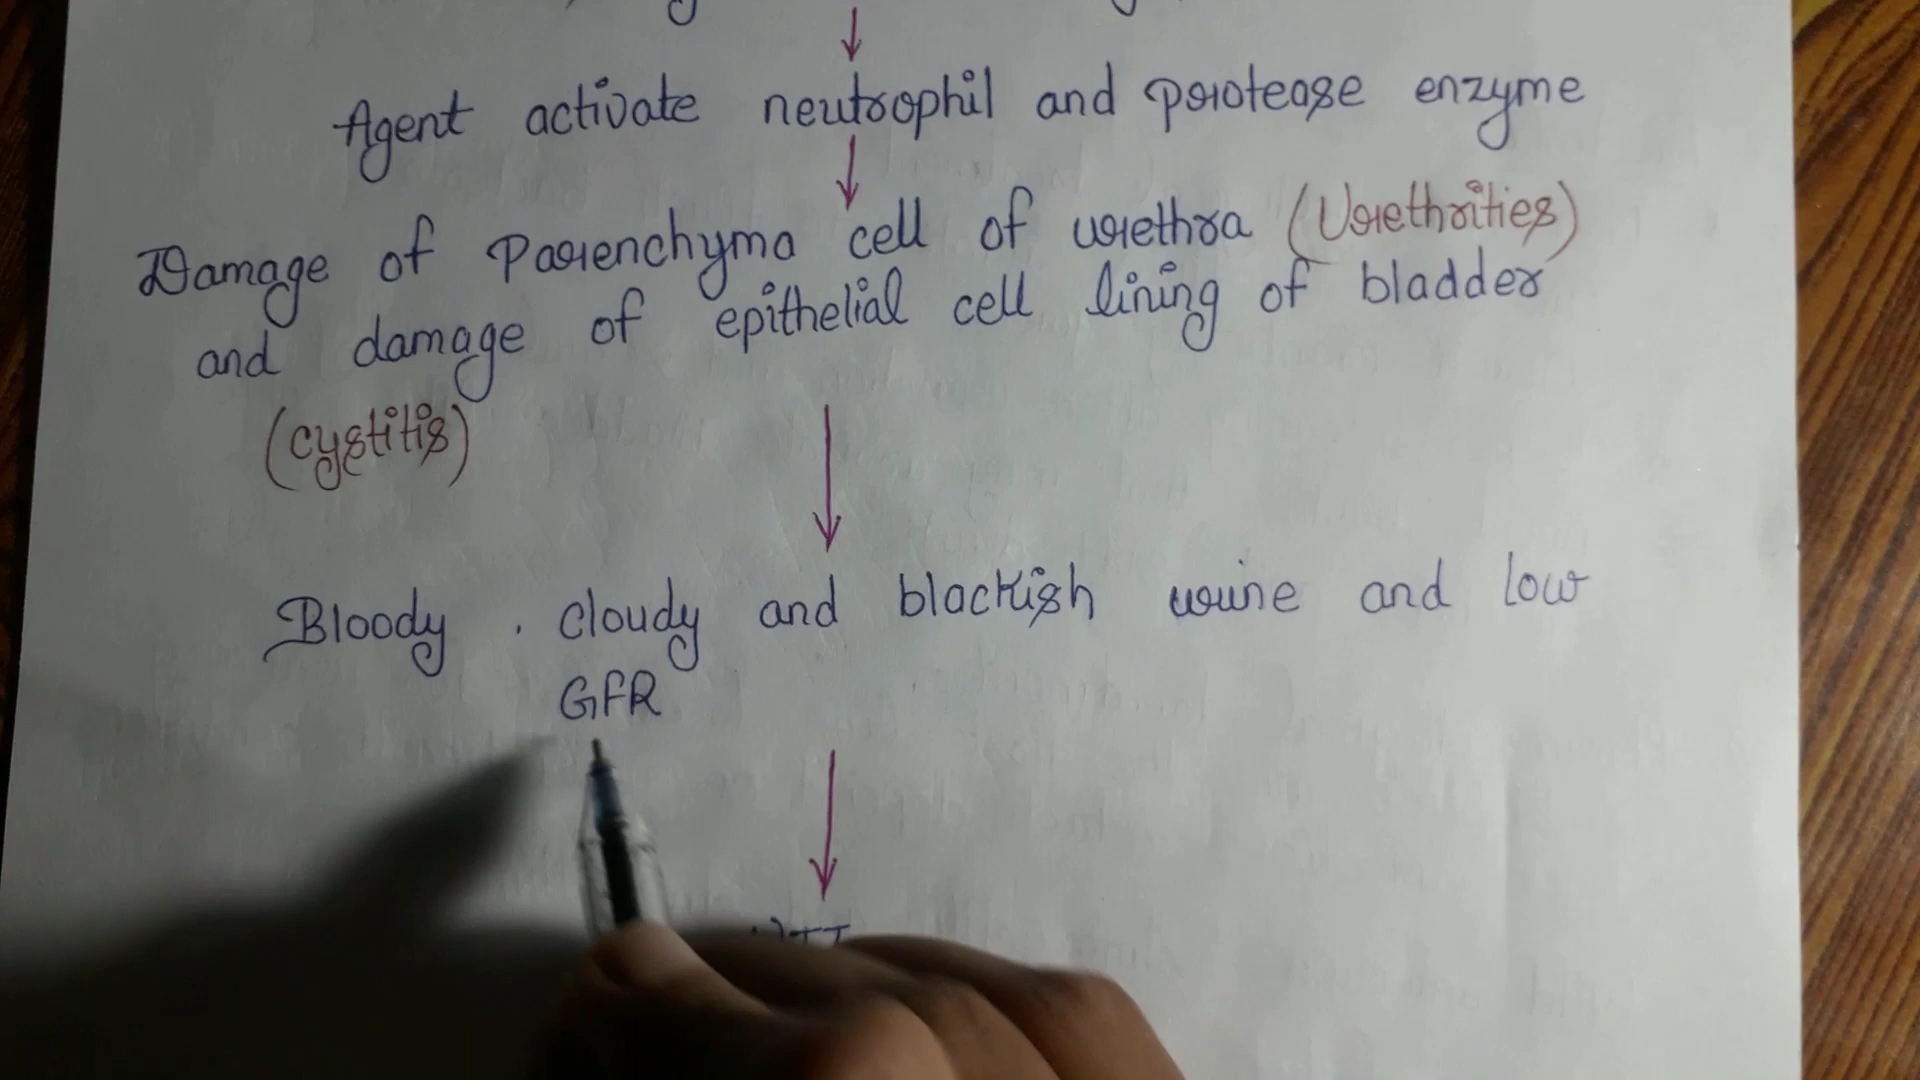 Agent activate neutrophil and protease enzyme
Damage of Parenchyma cell of urethra (Urethrities)
and damage of epithelial cell lining of bladder
(cystitis)
Bloody , cloudy and blackish urine and low
GFR